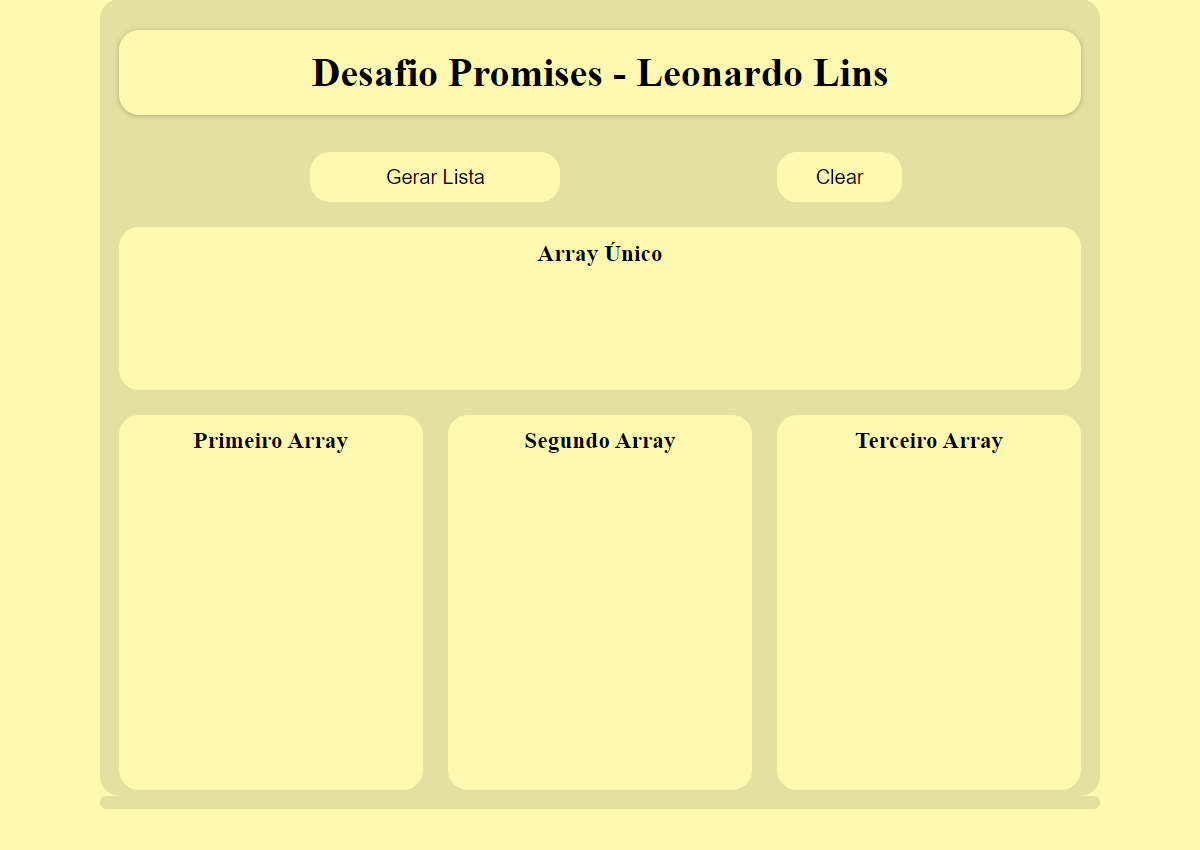 Desafio Promises - Leonardo Lins
Gerar Lista
Clear
Array Único
Primeiro Array
Segundo Array
Terceiro Array